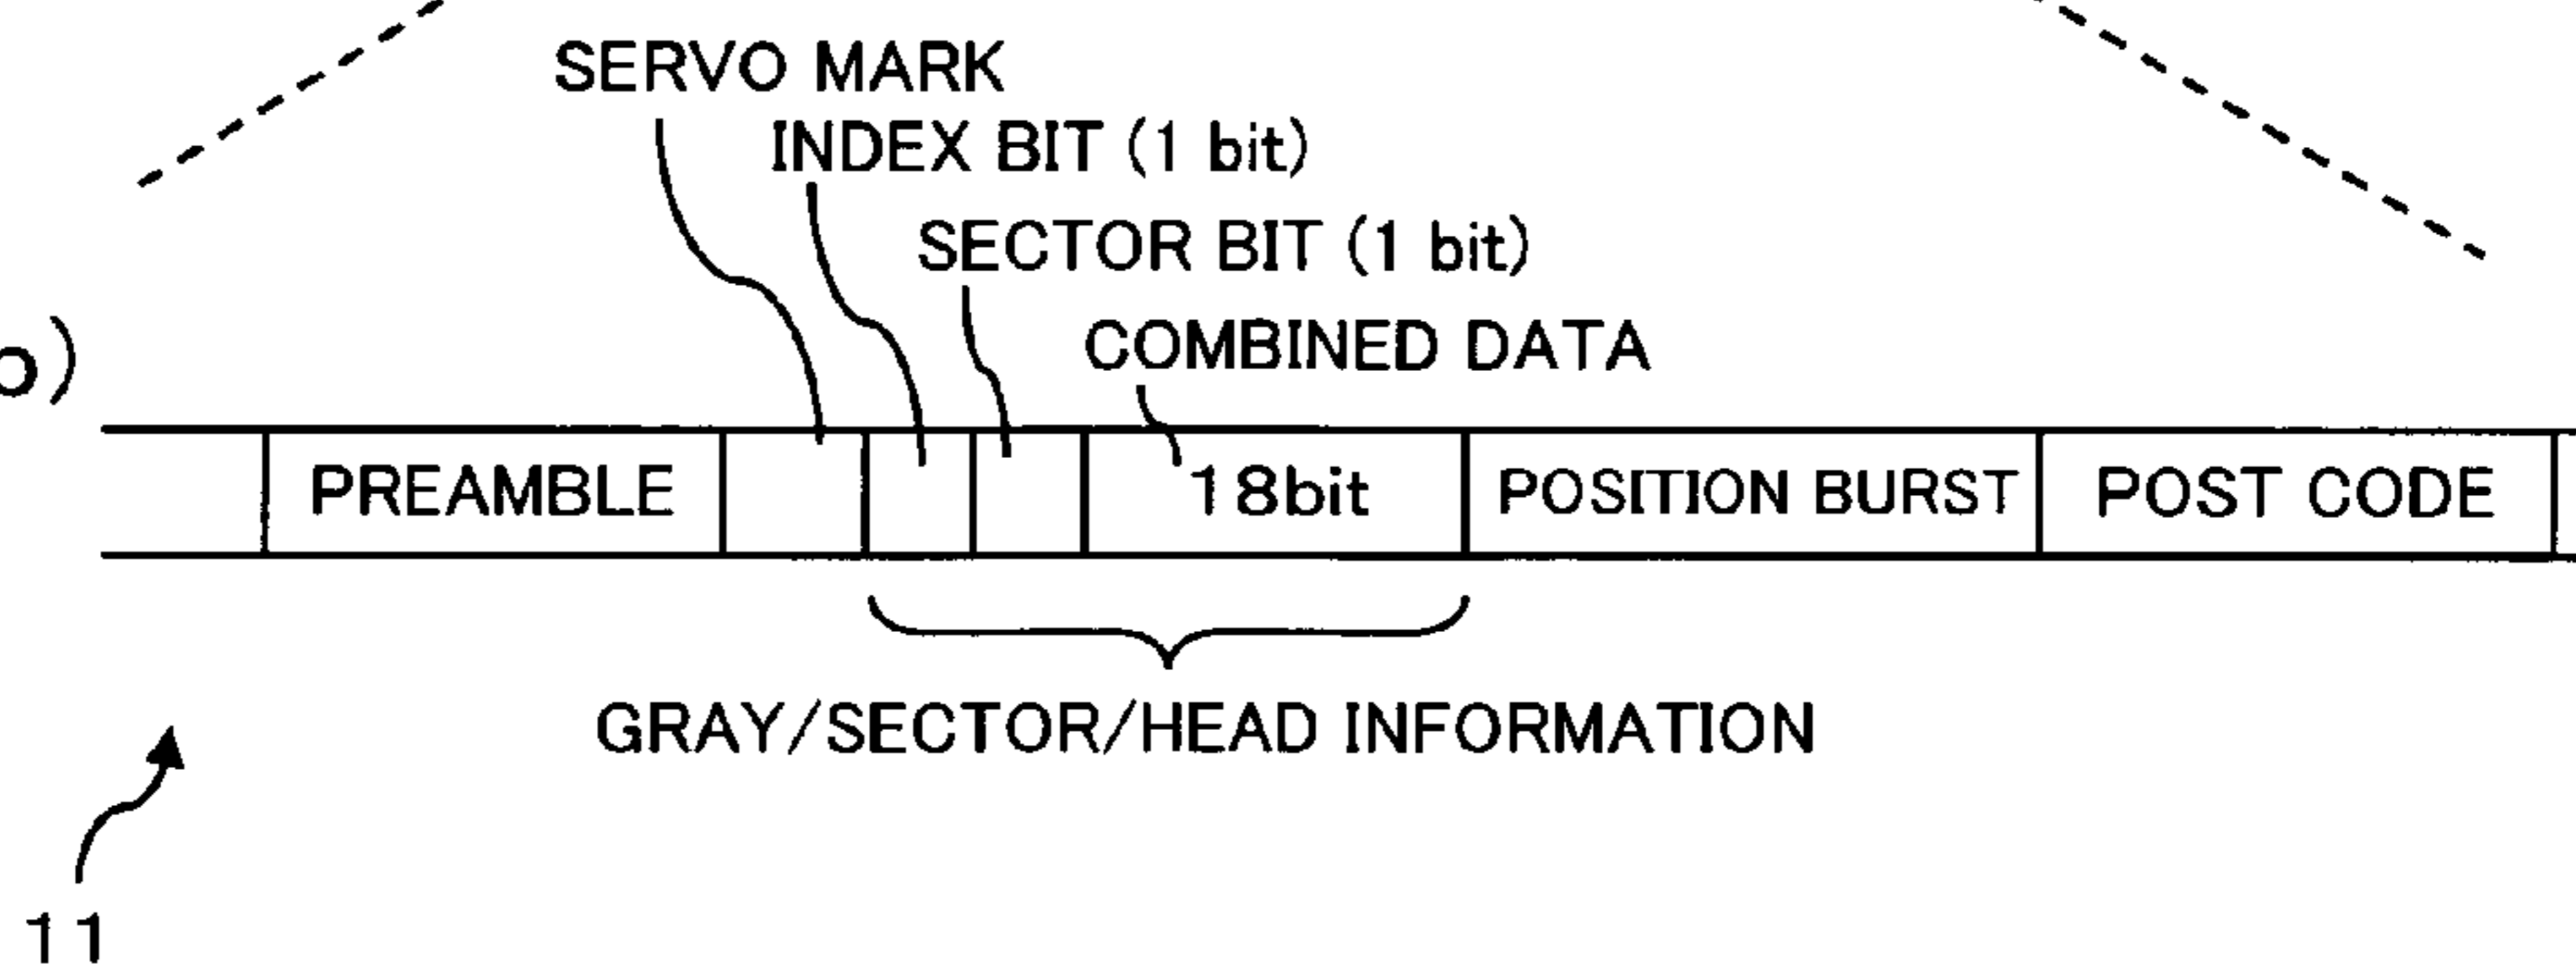 SERVO MARK
INDEX BIT (1 bit)
SECTOR BIT (1 bit)
COMBINED DATA
PREAMBLE 18bit POSITION BURST POST CODE
GRAY/SECTOR/HEAD INFORMATION
11